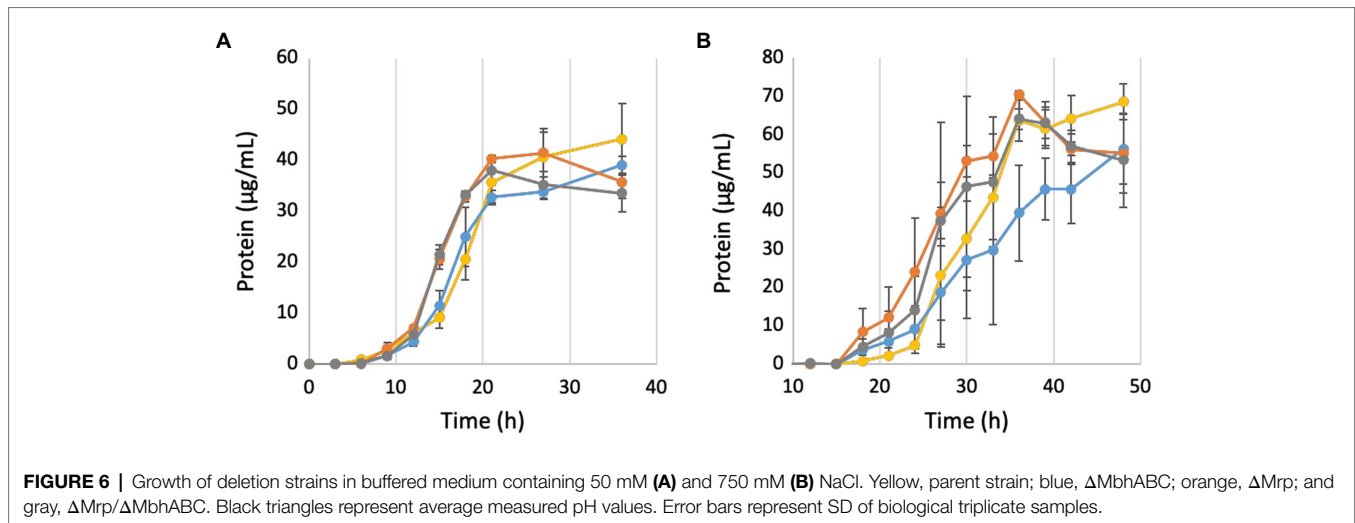 A
B
60
50
40
30
20
10
0
Protein (µg/mL)
0 10 20 30 40
Time (h)
80
70
60
50
40
30
20
10
0
Protein (µg/mL)
10 20 30 40 50
Time (h)
FIGURE 6 | Growth of deletion strains in buffered medium containing 50 mM (A) and 750 mM (B) NaCl. Yellow, parent strain; blue, ΔMbhABC; orange, ΔMrp; and
gray, ΔMrp/ΔMbhABC. Black triangles represent average measured pH values. Error bars represent SD of biological triplicate samples.